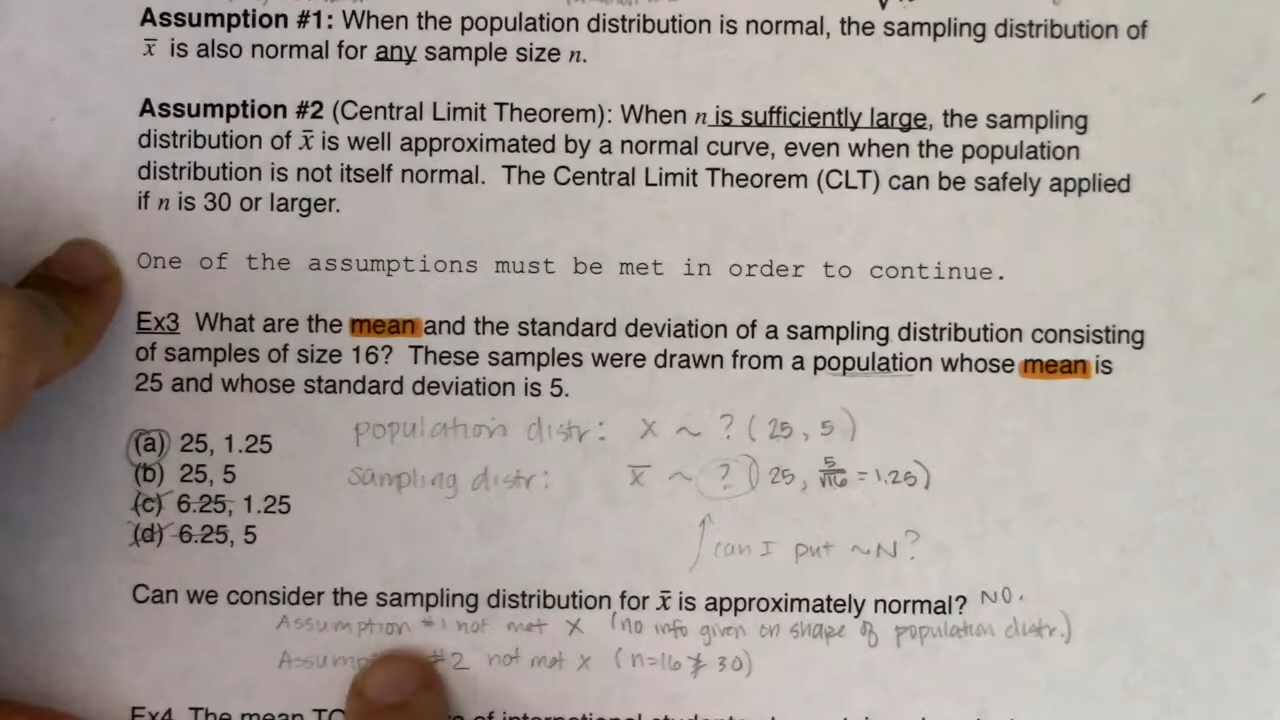 Assumption #1: When the population distribution is normal, the sampling distribution of
x̄ is also normal for any sample size n.
Assumption #2 (Central Limit Theorem): When n is sufficiently large, the sampling
distribution of x̄ is well approximated by a normal curve, even when the population
distribution is not itself normal. The Central Limit Theorem (CLT) can be safely applied
if n is 30 or larger.
One of the assumptions must be met in order to continue.
Ex3 What are the mean and the standard deviation of a sampling distribution consisting
of samples of size 16? These samples were drawn from a population whose mean is
25 and whose standard deviation is 5.
population distr: X ~ ? (25, 5)
(a) 25, 1.25
(b) 25, 5
sampling distr: x̄ ~ ? (25, 5/√16 = 1.25)
(c) 6.25, 1.25
(d) 6.25, 5
can I put ~N?
Can we consider the sampling distribution for x̄ is approximately normal? NO.
Assumption #1 not met X (no info given on shape of population distr.)
#2 not met X (n=16 ≱ 30)
Ex4 The mean of international